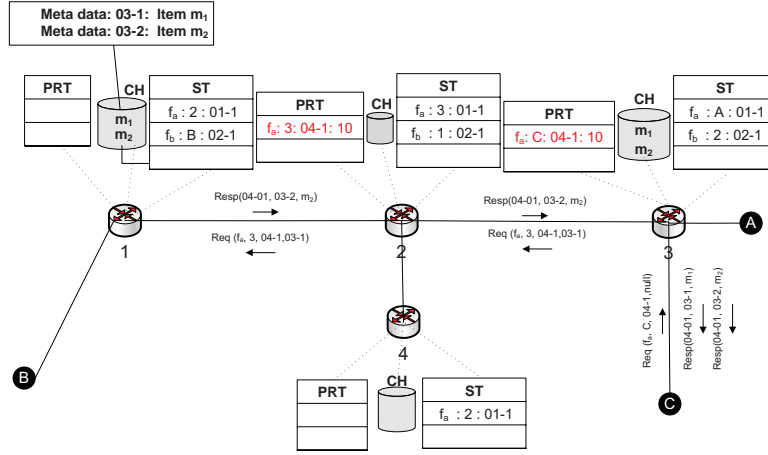 Meta data: 03-1: Item m₁
Meta data: 03-2: Item m₂
PRT
CH
m₁
m₂
ST
fₐ : 2 : 01-1
f_b : B : 02-1
PRT
fₐ: 3: 04-1: 10
CH
ST
fₐ : 3 : 01-1
f_b : 1 : 02-1
PRT
fₐ: C: 04-1: 10
CH
m₁
m₂
ST
fₐ : A : 01-1
f_b : 2 : 02-1
Resp(04-01, 03-2, m₂)
Req (fₐ, 3, 04-1,03-1)
Resp(04-01, 03-2, m₂)
Req (fₐ, 3, 04-1,03-1)
1
2
3
A
Req (fₐ, C, 04-1,null)
Resp(04-01, 03-1, m₁)
Resp(04-01, 03-2, m₂)
4
B
C
PRT
CH
ST
fₐ : 2 : 01-1